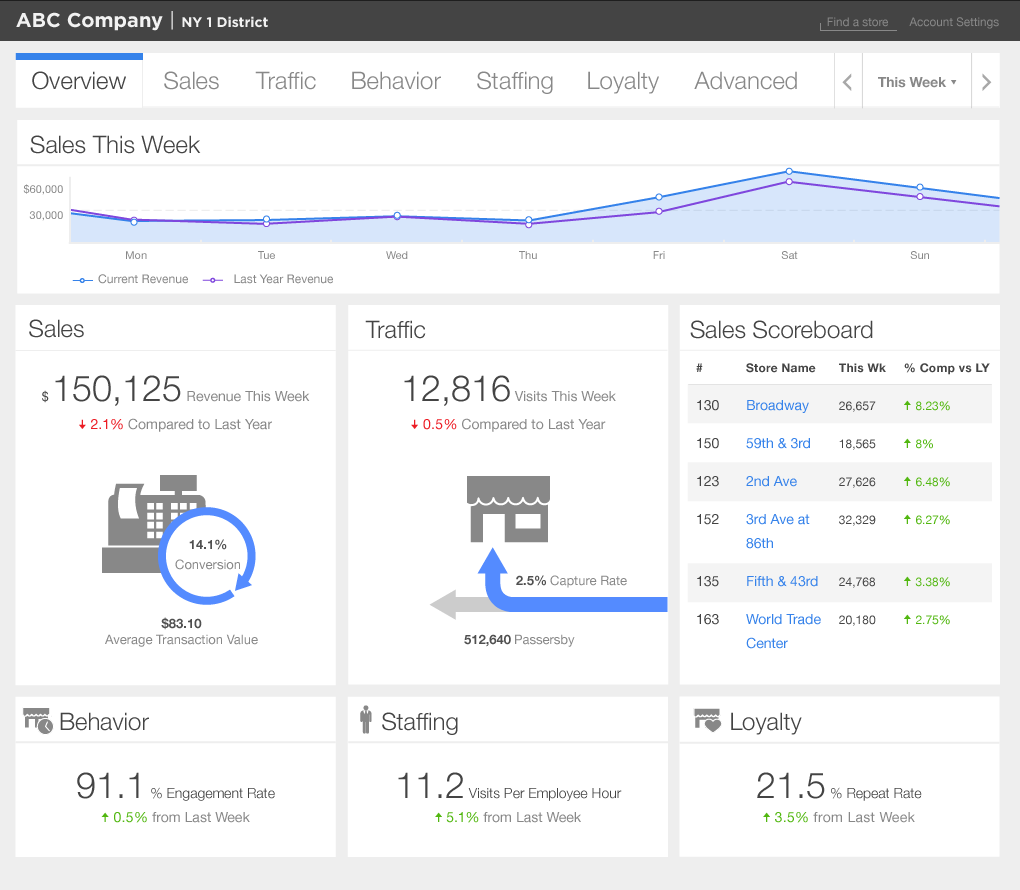 ABC Company | NY 1 District
Find a store
Account Settings
Overview
Sales
Traffic
Behavior
Staffing
Loyalty
Advanced
This Week
Sales This Week
$60,000
30,000
Mon
Tue
Wed
Thu
Fri
Sat
Sun
Current Revenue
Last Year Revenue
Sales
$ 150,125 Revenue This Week
2.1% Compared to Last Year
14.1%
Conversion
$83.10
Average Transaction Value
Traffic
12,816 Visits This Week
0.5% Compared to Last Year
2.5% Capture Rate
512,640 Passersby
Sales Scoreboard
# Store Name This Wk % Comp vs LY
130 Broadway 26,657 8.23%
150 59th & 3rd 18,565 8%
123 2nd Ave 27,626 6.48%
152 3rd Ave at 32,329 6.27%
86th
135 Fifth & 43rd 24,768 3.38%
163 World Trade 20,180 2.75%
Center
Behavior
91.1 % Engagement Rate
0.5% from Last Week
Staffing
11.2 Visits Per Employee Hour
5.1% from Last Week
Loyalty
21.5 % Repeat Rate
3.5% from Last Week